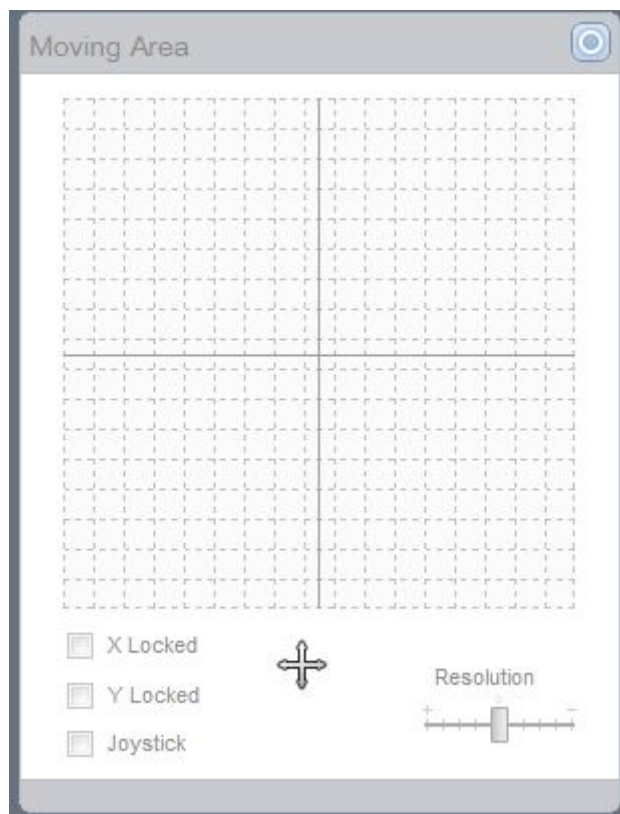 Moving Area
X Locked
Y Locked
Joystick
Resolution
+ −